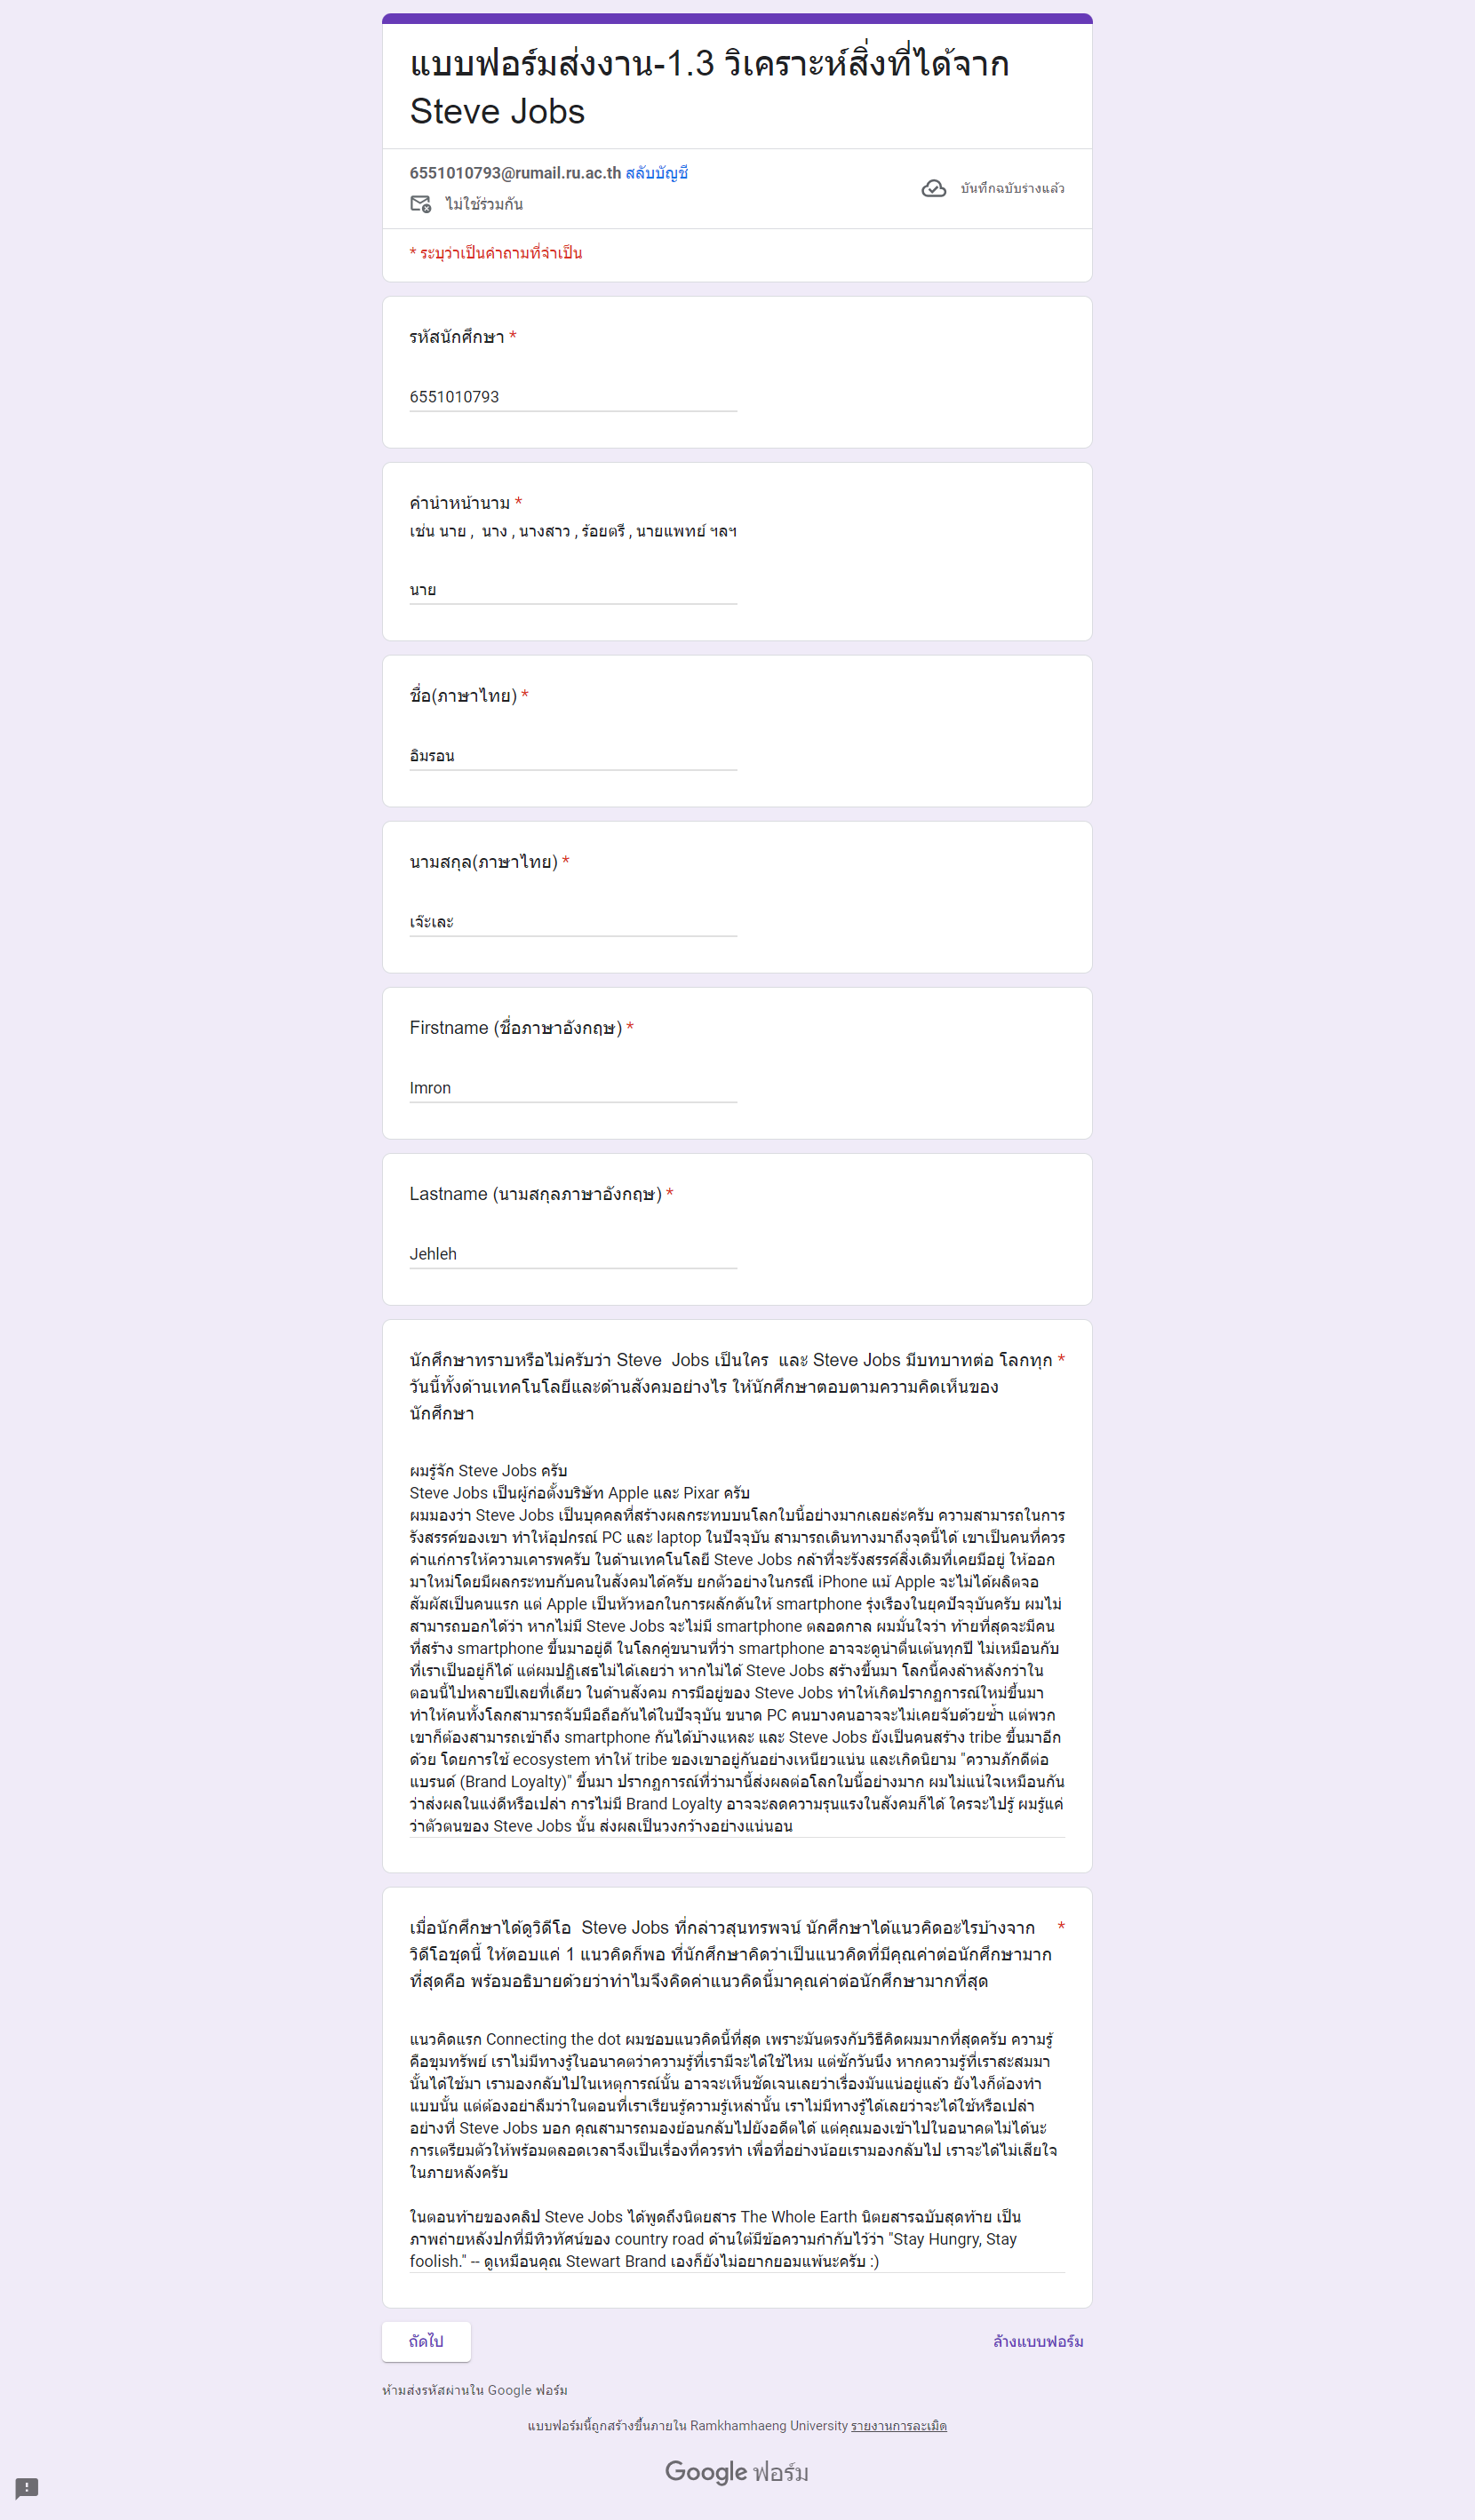 แบบฟอร์มส่งงาน-1.3 วิเคราะห์สิ่งที่ได้จาก
Steve Jobs
6551010793@rumail.ru.ac.th สลับบัญชี
ไม่ใช้ร่วมกัน
บันทึกฉบับร่างแล้ว
* ระบุว่าเป็นคำถามที่จำเป็น
รหัสนักศึกษา *
6551010793
คำนำหน้านาม *
เช่น นาย , นาง , นางสาว , ร้อยตรี , นายแพทย์ ฯลฯ
นาย
ชื่อ(ภาษาไทย) *
อิมรอน
นามสกุล(ภาษาไทย) *
เจ๊ะเละ
Firstname (ชื่อภาษาอังกฤษ) *
Imron
Lastname (นามสกุลภาษาอังกฤษ) *
Jehleh
นักศึกษาทราบหรือไม่ครับว่า Steve Jobs เป็นใคร และ Steve Jobs มีบทบาทต่อ โลกทุก *
วันนี้ทั้งด้านเทคโนโลยีและด้านสังคมอย่างไร ให้นักศึกษาตอบตามความคิดเห็นของ
นักศึกษา
ผมรู้จัก Steve Jobs ครับ
Steve Jobs เป็นผู้ก่อตั้งบริษัท Apple และ Pixar ครับ
ผมมองว่า Steve Jobs เป็นบุคคลที่สร้างผลกระทบบนโลกใบนี้อย่างมากเลยล่ะครับ ความสามารถในการ
รังสรรค์ของเขา ทำให้อุปกรณ์ PC และ laptop ในปัจจุบัน สามารถเดินทางมาถึงจุดนี้ได้ เขาเป็นคนที่ควร
ค่าแก่การให้ความเคารพครับ ในด้านเทคโนโลยี Steve Jobs กล้าที่จะรังสรรค์สิ่งเดิมที่เคยมีอยู่ ให้ออก
มาใหม่โดยมีผลกระทบกับคนในสังคมได้ครับ ยกตัวอย่างในกรณี iPhone แม้ Apple จะไม่ได้ผลิตจอ
สัมผัสเป็นคนแรก แต่ Apple เป็นหัวหอกในการผลักดันให้ smartphone รุ่งเรืองในยุคปัจจุบันครับ ผมไม่
สามารถบอกได้ว่า หากไม่มี Steve Jobs จะไม่มี smartphone ตลอดกาล ผมมั่นใจว่า ท้ายที่สุดจะมีคน
ที่สร้าง smartphone ขึ้นมาอยู่ดี ในโลกคู่ขนานที่ว่า smartphone อาจจะดูน่าตื่นเต้นทุกปี ไม่เหมือนกับ
ที่เราเป็นอยู่ก็ได้ แต่ผมปฏิเสธไม่ได้เลยว่า หากไม่ได้ Steve Jobs สร้างขึ้นมา โลกนี้คงล้าหลังกว่าใน
ตอนนี้ไปหลายปีเลยทีเดียว ในด้านสังคม การมีอยู่ของ Steve Jobs ทำให้เกิดปรากฏการณ์ใหม่ขึ้นมา
ทำให้คนทั้งโลกสามารถจับมือถือกันได้ในปัจจุบัน ขนาด PC คนบางคนอาจจะไม่เคยจับด้วยซ้ำ แต่พวก
เขาก็ต้องสามารถเข้าถึง smartphone กันได้บ้างแหละ และ Steve Jobs ยังเป็นคนสร้าง tribe ขึ้นมาอีก
ด้วย โดยการใช้ ecosystem ทำให้ tribe ของเขาอยู่กันอย่างเหนียวแน่น และเกิดนิยาม "ความภักดีต่อ
แบรนด์ (Brand Loyalty)" ขึ้นมา ปรากฏการณ์ที่ว่ามานี้ส่งผลต่อโลกใบนี้อย่างมาก ผมไม่แน่ใจเหมือนกัน
ว่าส่งผลในแง่ดีหรือเปล่า การไม่มี Brand Loyalty อาจจะลดความรุนแรงในสังคมก็ได้ ใครจะไปรู้ ผมรู้แค่
ว่าตัวตนของ Steve Jobs นั้น ส่งผลเป็นวงกว้างอย่างแน่นอน
เมื่อนักศึกษาได้ดูวิดีโอ Steve Jobs ที่กล่าวสุนทรพจน์ นักศึกษาได้แนวคิดอะไรบ้างจาก *
วิดีโอชุดนี้ ให้ตอบแค่ 1 แนวคิดก็พอ ที่นักศึกษาคิดว่าเป็นแนวคิดที่มีคุณค่าต่อนักศึกษามาก
ที่สุดคือ พร้อมอธิบายด้วยว่าทำไมจึงคิดค่าแนวคิดนี้มาคุณค่าต่อนักศึกษามากที่สุด
แนวคิดแรก Connecting the dot ผมชอบแนวคิดนี้ที่สุด เพราะมันตรงกับวิธีคิดผมมากที่สุดครับ ความรู้
คือขุมทรัพย์ เราไม่มีทางรู้ในอนาคตว่าความรู้ที่เรามีจะได้ใช้ไหม แต่ซักวันนึง หากความรู้ที่เราสะสมมา
นั้นได้ใช้มา เรามองกลับไปในเหตุการณ์นั้น อาจจะเห็นชัดเจนเลยว่าเรื่องมันแน่อยู่แล้ว ยังไงก็ต้องทำ
แบบนั้น แต่ต้องอย่าลืมว่าในตอนที่เราเรียนรู้ความรู้เหล่านั้น เราไม่มีทางรู้ได้เลยว่าจะได้ใช้หรือเปล่า
อย่างที่ Steve Jobs บอก คุณสามารถมองย้อนกลับไปยังอดีตได้ แต่คุณมองเข้าไปในอนาคตไม่ได้นะ
การเตรียมตัวให้พร้อมตลอดเวลาจึงเป็นเรื่องที่ควรทำ เพื่อที่อย่างน้อยเรามองกลับไป เราจะได้ไม่เสียใจ
ในภายหลังครับ
ในตอนท้ายของคลิป Steve Jobs ได้พูดถึงนิตยสาร The Whole Earth นิตยสารฉบับสุดท้าย เป็น
ภาพถ่ายหลังปกที่มีทิวทัศน์ของ country road ด้านใต้มีข้อความกำกับไว้ว่า "Stay Hungry, Stay
foolish." -- ดูเหมือนคุณ Stewart Brand เองก็ยังไม่อยากยอมแพ้นะครับ :)
ถัดไป
ล้างแบบฟอร์ม
ห้ามส่งรหัสผ่านใน Google ฟอร์ม
แบบฟอร์มนี้ถูกสร้างขึ้นภายใน Ramkhamhaeng University รายงานการละเมิด
Google ฟอร์ม